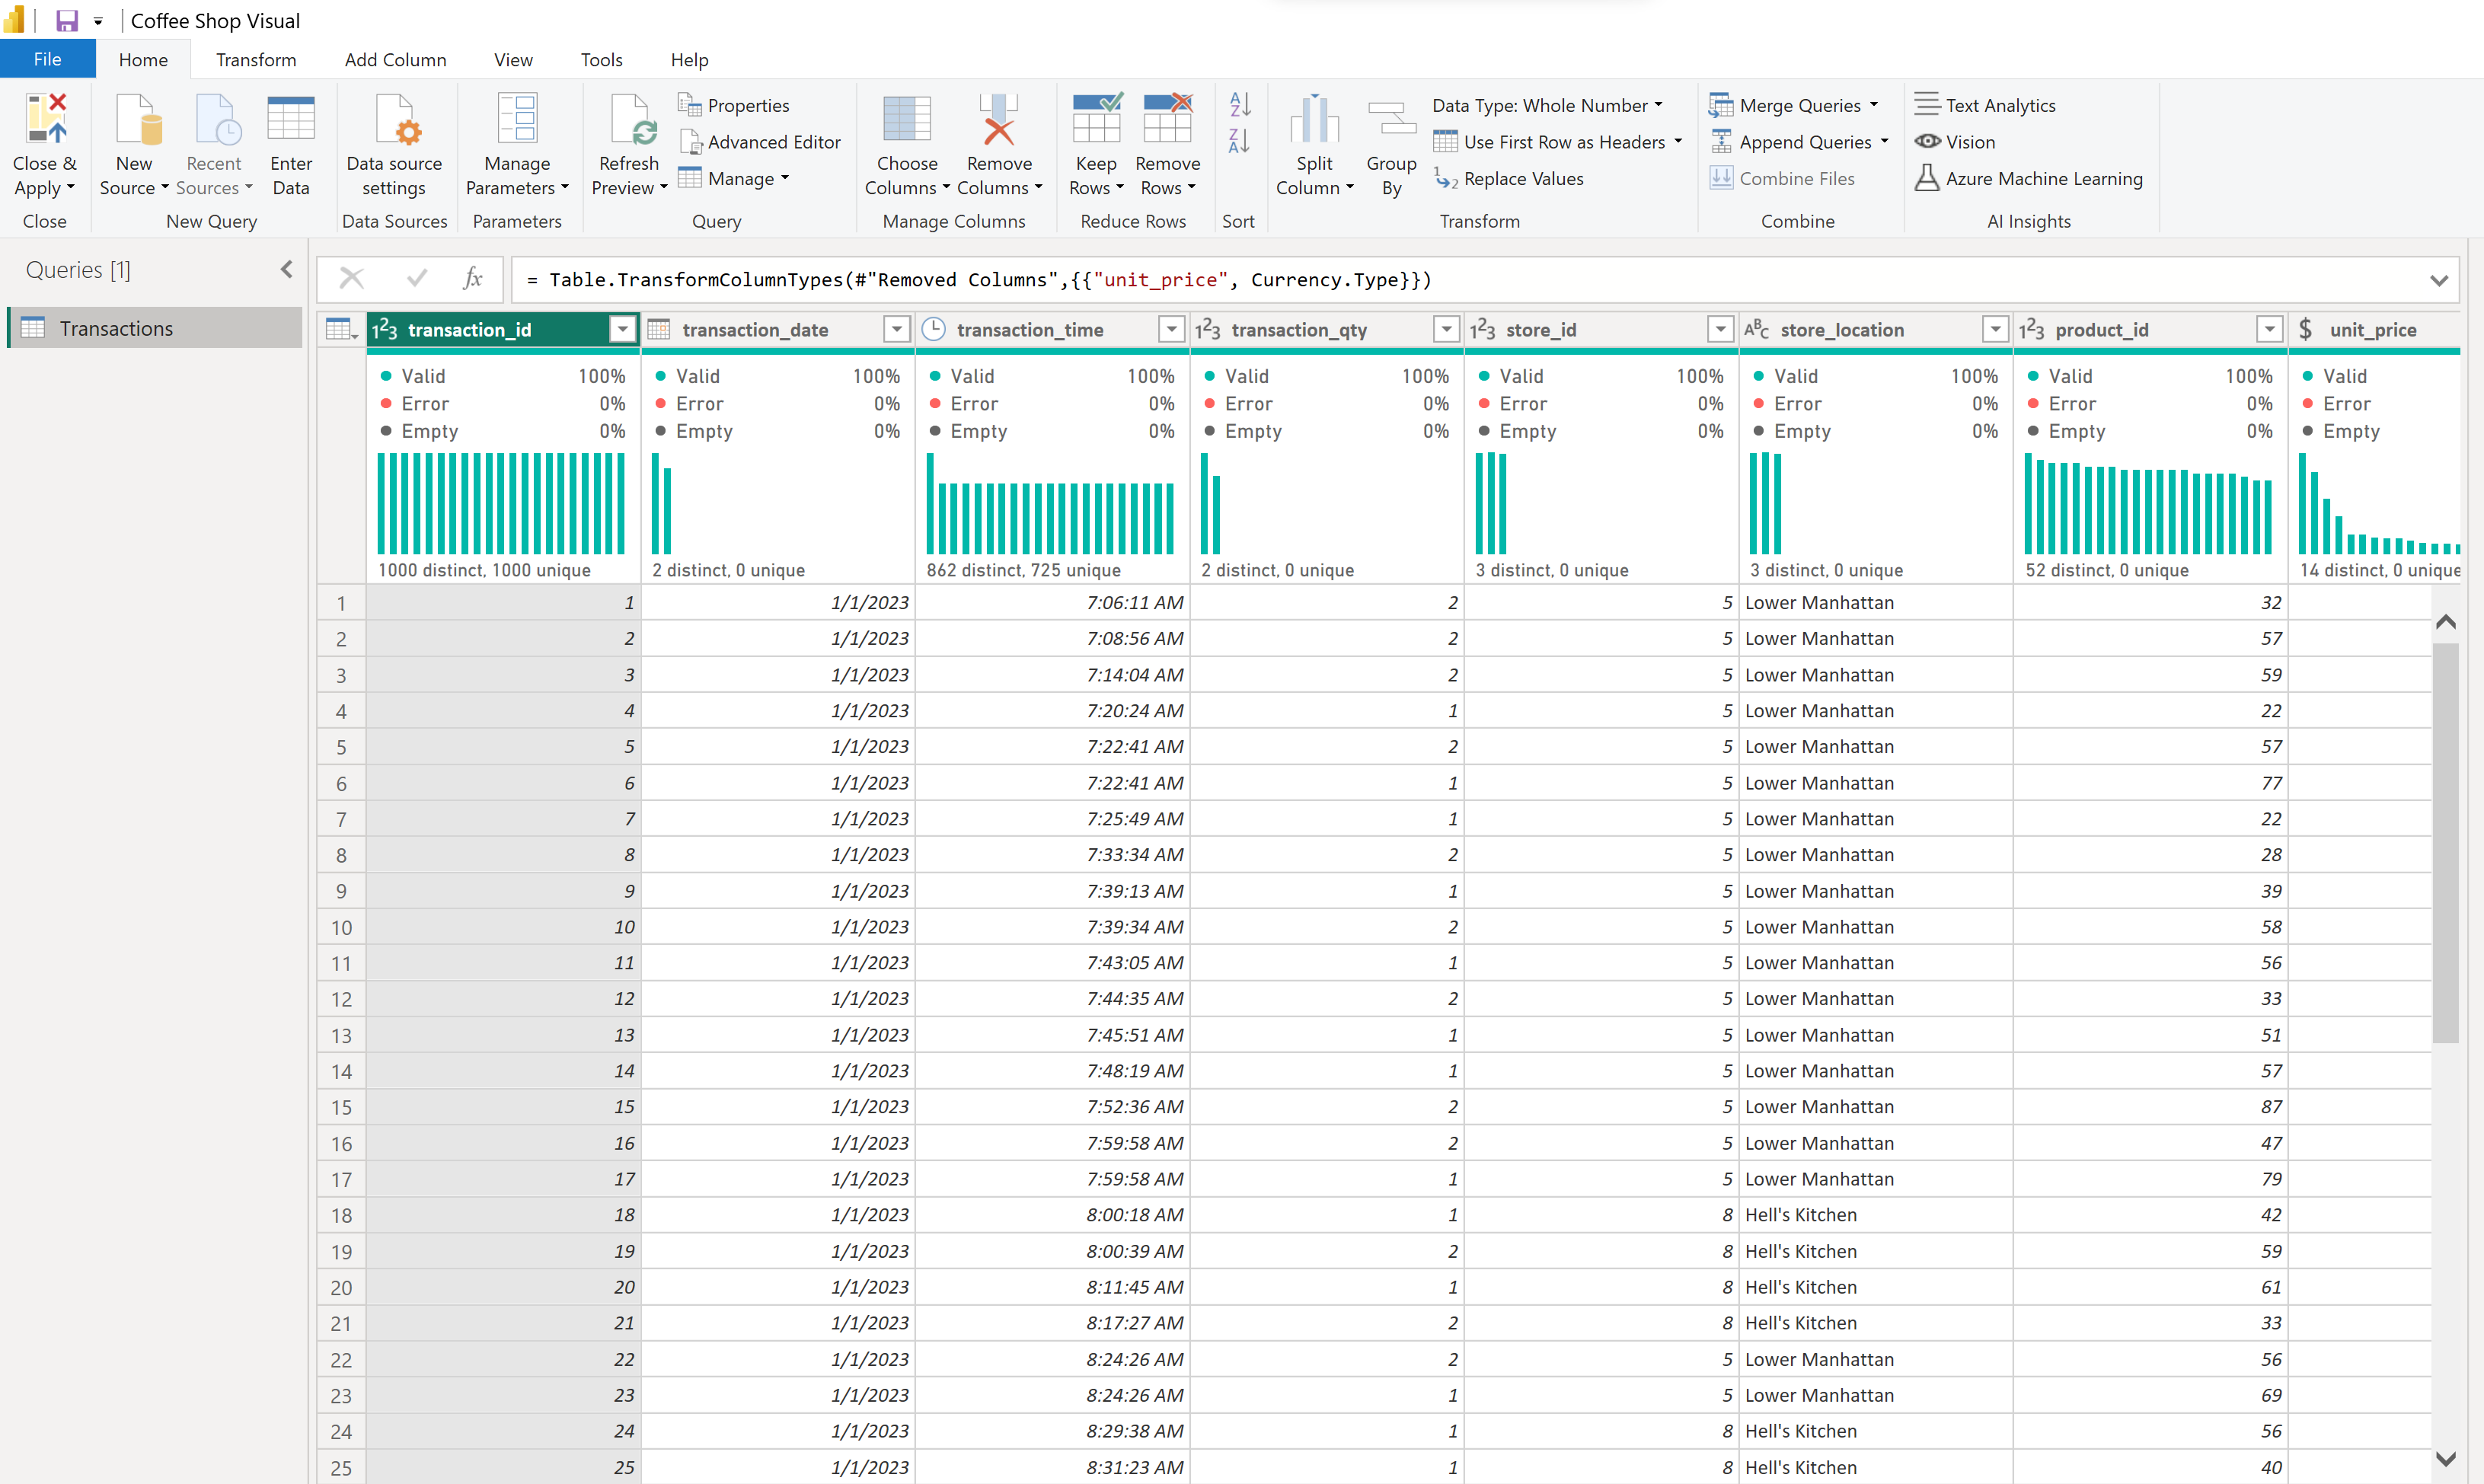 Coffee Shop Visual
File Home Transform Add Column View Tools Help
Close & Apply
New Source
Recent Sources
Enter Data
Data source settings
Manage Parameters
Refresh Preview
Properties
Advanced Editor
Manage
Choose Columns
Remove Columns
Keep Rows
Remove Rows
Split Column
Group By
Data Type: Whole Number
Use First Row as Headers
Replace Values
Merge Queries
Append Queries
Combine Files
Text Analytics
Vision
Azure Machine Learning
Close New Query Data Sources Parameters Query Manage Columns Reduce Rows Sort Transform Combine AI Insights
Queries [1]
Transactions
fx = Table.TransformColumnTypes(#"Removed Columns",{{"unit_price", Currency.Type}})
123 transaction_id transaction_date transaction_time 123 transaction_qty 123 store_id ABC store_location 123 product_id $ unit_price
Valid 100% Valid 100% Valid 100% Valid 100% Valid 100% Valid 100% Valid 100% Valid
Error 0% Error 0% Error 0% Error 0% Error 0% Error 0% Error 0% Error
Empty 0% Empty 0% Empty 0% Empty 0% Empty 0% Empty 0% Empty 0% Empty
1000 distinct, 1000 unique 2 distinct, 0 unique 862 distinct, 725 unique 2 distinct, 0 unique 3 distinct, 0 unique 3 distinct, 0 unique 52 distinct, 0 unique 14 distinct, 0 unique
1 1 1/1/2023 7:06:11 AM 2 5 Lower Manhattan 32
2 2 1/1/2023 7:08:56 AM 2 5 Lower Manhattan 57
3 3 1/1/2023 7:14:04 AM 2 5 Lower Manhattan 59
4 4 1/1/2023 7:20:24 AM 1 5 Lower Manhattan 22
5 5 1/1/2023 7:22:41 AM 2 5 Lower Manhattan 57
6 6 1/1/2023 7:22:41 AM 1 5 Lower Manhattan 77
7 7 1/1/2023 7:25:49 AM 1 5 Lower Manhattan 22
8 8 1/1/2023 7:33:34 AM 2 5 Lower Manhattan 28
9 9 1/1/2023 7:39:13 AM 1 5 Lower Manhattan 39
10 10 1/1/2023 7:39:34 AM 2 5 Lower Manhattan 58
11 11 1/1/2023 7:43:05 AM 1 5 Lower Manhattan 56
12 12 1/1/2023 7:44:35 AM 2 5 Lower Manhattan 33
13 13 1/1/2023 7:45:51 AM 1 5 Lower Manhattan 51
14 14 1/1/2023 7:48:19 AM 1 5 Lower Manhattan 57
15 15 1/1/2023 7:52:36 AM 2 5 Lower Manhattan 87
16 16 1/1/2023 7:59:58 AM 2 5 Lower Manhattan 47
17 17 1/1/2023 7:59:58 AM 1 5 Lower Manhattan 79
18 18 1/1/2023 8:00:18 AM 1 8 Hell's Kitchen 42
19 19 1/1/2023 8:00:39 AM 2 8 Hell's Kitchen 59
20 20 1/1/2023 8:11:45 AM 1 8 Hell's Kitchen 61
21 21 1/1/2023 8:17:27 AM 2 8 Hell's Kitchen 33
22 22 1/1/2023 8:24:26 AM 2 5 Lower Manhattan 56
23 23 1/1/2023 8:24:26 AM 1 5 Lower Manhattan 69
24 24 1/1/2023 8:29:38 AM 1 8 Hell's Kitchen 56
25 25 1/1/2023 8:31:23 AM 1 8 Hell's Kitchen 40